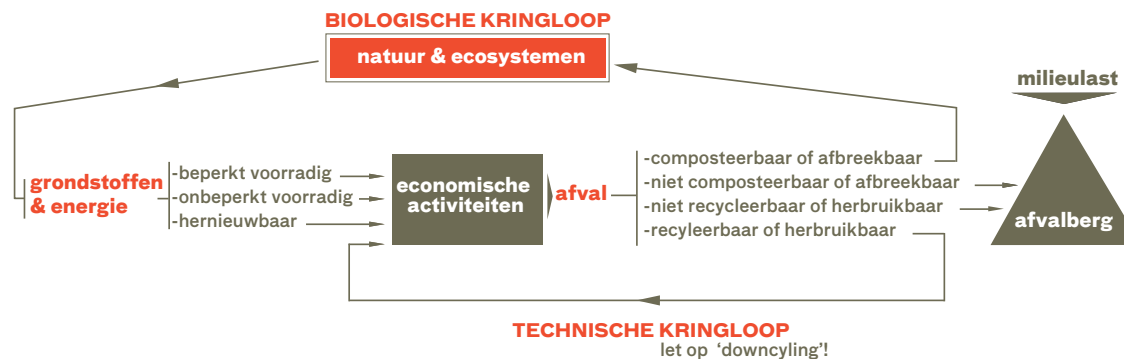 BIOLOGISCHE KRINGLOOP
natuur & ecosystemen
milieulast
grondstoffen
& energie
-beperkt voorradig
-onbeperkt voorradig
-hernieuwbaar
economische
activiteiten
afval
-composteerbaar of afbreekbaar
-niet composteerbaar of afbreekbaar
-niet recycleerbaar of herbruikbaar
-recyleerbaar of herbruikbaar
afvalberg
TECHNISCHE KRINGLOOP
let op 'downcyling'!